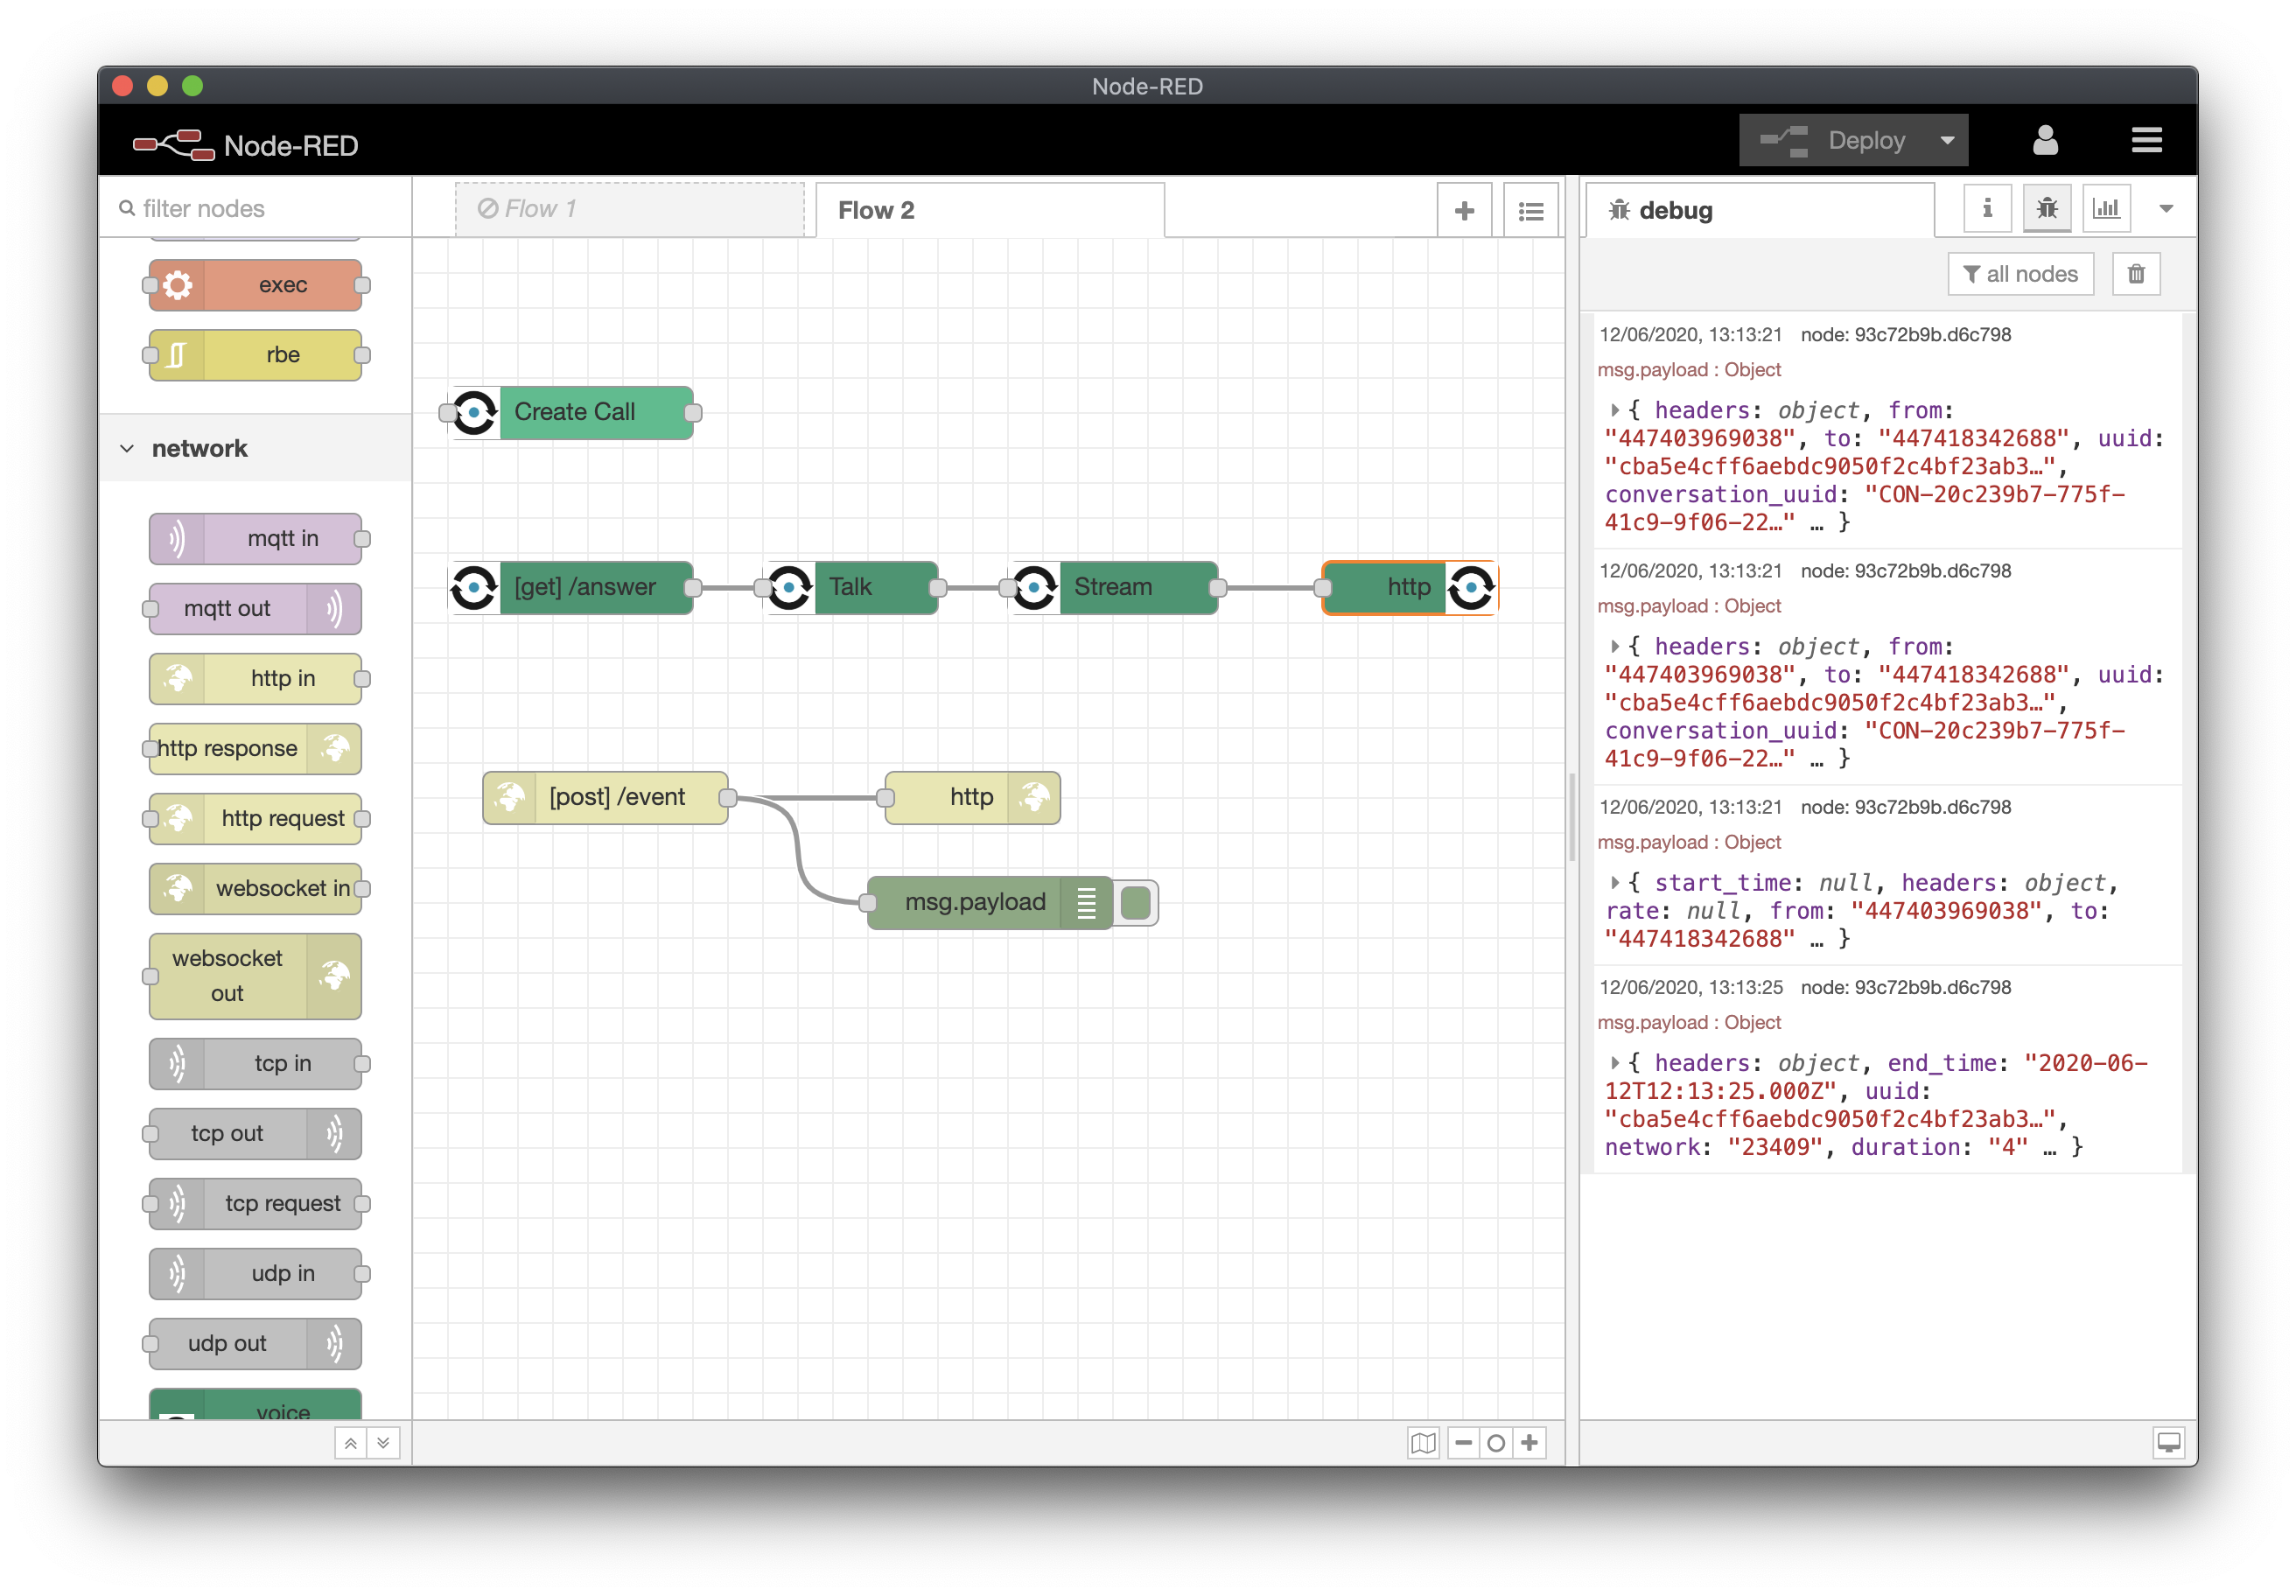 Node-RED
Node-RED
Deploy
filter nodes
exec
rbe
network
mqtt in
mqtt out
http in
http response
http request
websocket in
websocket
out
tcp in
tcp out
tcp request
udp in
udp out
voice
Flow 1
Flow 2
Create Call
[get] /answer
Talk
Stream
http
[post] /event
http
msg.payload
debug
i
all nodes
12/06/2020, 13:13:21 node: 93c72b9b.d6c798
msg.payload : Object
{ headers: object, from:
"447403969038", to: "447418342688", uuid:
"cba5e4cff6aebdc9050f2c4bf23ab3…",
conversation_uuid: "CON-20c239b7-775f-
41c9-9f06-22…" … }
12/06/2020, 13:13:21 node: 93c72b9b.d6c798
msg.payload : Object
{ headers: object, from:
"447403969038", to: "447418342688", uuid:
"cba5e4cff6aebdc9050f2c4bf23ab3…",
conversation_uuid: "CON-20c239b7-775f-
41c9-9f06-22…" … }
12/06/2020, 13:13:21 node: 93c72b9b.d6c798
msg.payload : Object
{ start_time: null, headers: object,
rate: null, from: "447403969038", to:
"447418342688" … }
12/06/2020, 13:13:25 node: 93c72b9b.d6c798
msg.payload : Object
{ headers: object, end_time: "2020-06-
12T12:13:25.000Z", uuid:
"cba5e4cff6aebdc9050f2c4bf23ab3…",
network: "23409", duration: "4" … }